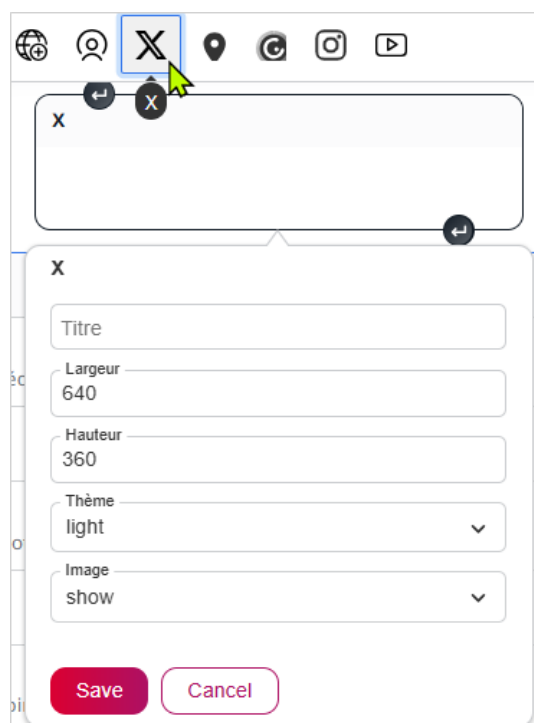 X
X
X
Titre
Largeur
640
Hauteur
360
Thème
light
Image
show
Save
Cancel